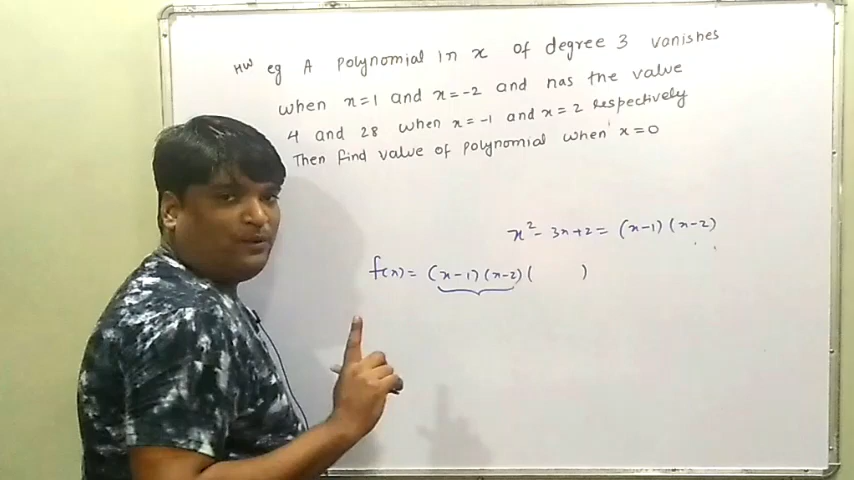 HW eg A polynomial in x of degree 3 vanishes
when x=1 and x=-2 and has the value
4 and 28 when x=-1 and x=2 respectively
Then find value of polynomial when x=0
x² - 3x+2 = (x-1)(x-2)
f(x) = (x-1)(x-2)( )